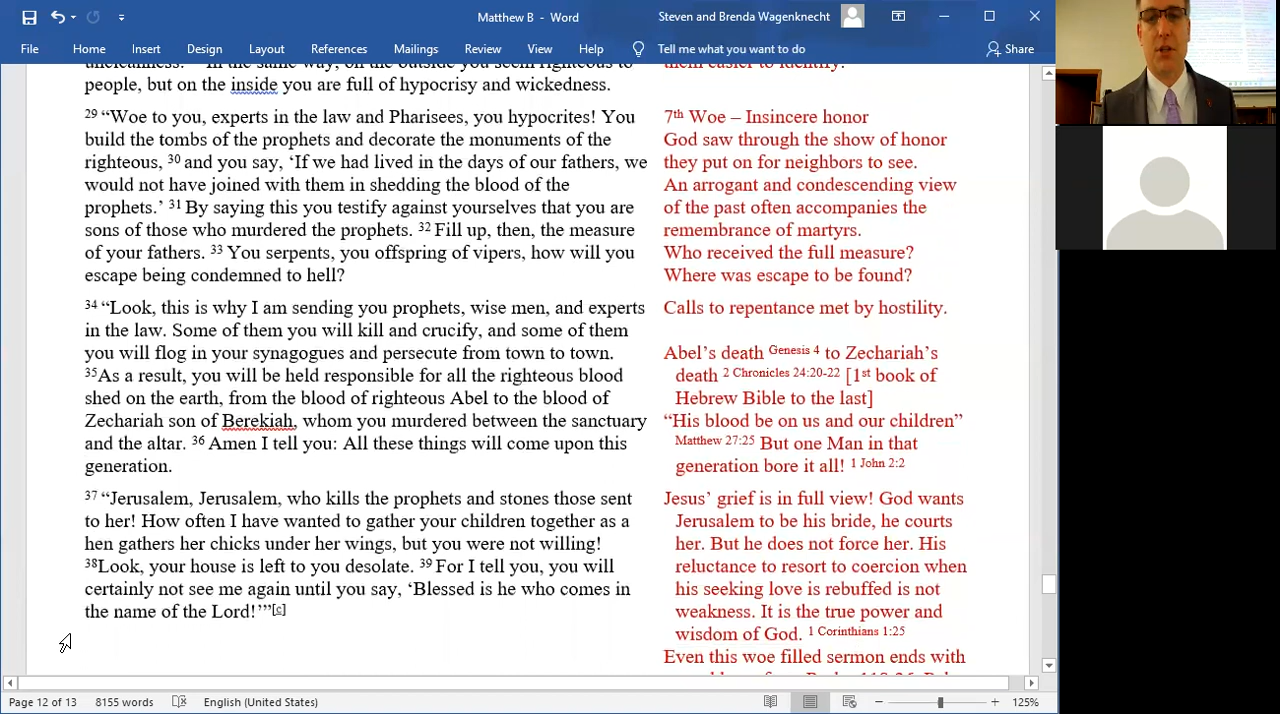 Matthew B - Word
Steven and Brenda Wagenknecht
File Home Insert Design Layout References Mailings Review View Help Tell me what you want to do Share
people, but on the inside you are full of hypocrisy and wickedness.
29 “Woe to you, experts in the law and Pharisees, you hypocrites! You
build the tombs of the prophets and decorate the monuments of the
righteous, 30 and you say, ‘If we had lived in the days of our fathers, we
would not have joined with them in shedding the blood of the
prophets.’ 31 By saying this you testify against yourselves that you are
sons of those who murdered the prophets. 32 Fill up, then, the measure
of your fathers. 33 You serpents, you offspring of vipers, how will you
escape being condemned to hell?
34 “Look, this is why I am sending you prophets, wise men, and experts
in the law. Some of them you will kill and crucify, and some of them
you will flog in your synagogues and persecute from town to town.
35As a result, you will be held responsible for all the righteous blood
shed on the earth, from the blood of righteous Abel to the blood of
Zechariah son of Berekiah, whom you murdered between the sanctuary
and the altar. 36 Amen I tell you: All these things will come upon this
generation.
37 “Jerusalem, Jerusalem, who kills the prophets and stones those sent
to her! How often I have wanted to gather your children together as a
hen gathers her chicks under her wings, but you were not willing!
38Look, your house is left to you desolate. 39 For I tell you, you will
certainly not see me again until you say, ‘Blessed is he who comes in
the name of the Lord!’”[c]
7th Woe – Insincere honor
God saw through the show of honor
they put on for neighbors to see.
An arrogant and condescending view
of the past often accompanies the
remembrance of martyrs.
Who received the full measure?
Where was escape to be found?
Calls to repentance met by hostility.
Abel’s death Genesis 4 to Zechariah’s
death 2 Chronicles 24:20-22 [1st book of
Hebrew Bible to the last]
“His blood be on us and our children”
Matthew 27:25 But one Man in that
generation bore it all! 1 John 2:2
Jesus’ grief is in full view! God wants
Jerusalem to be his bride, he courts
her. But he does not force her. His
reluctance to resort to coercion when
his seeking love is rebuffed is not
weakness. It is the true power and
wisdom of God. 1 Corinthians 1:25
Even this woe filled sermon ends with
Page 12 of 13 8155 words English (United States) 125%